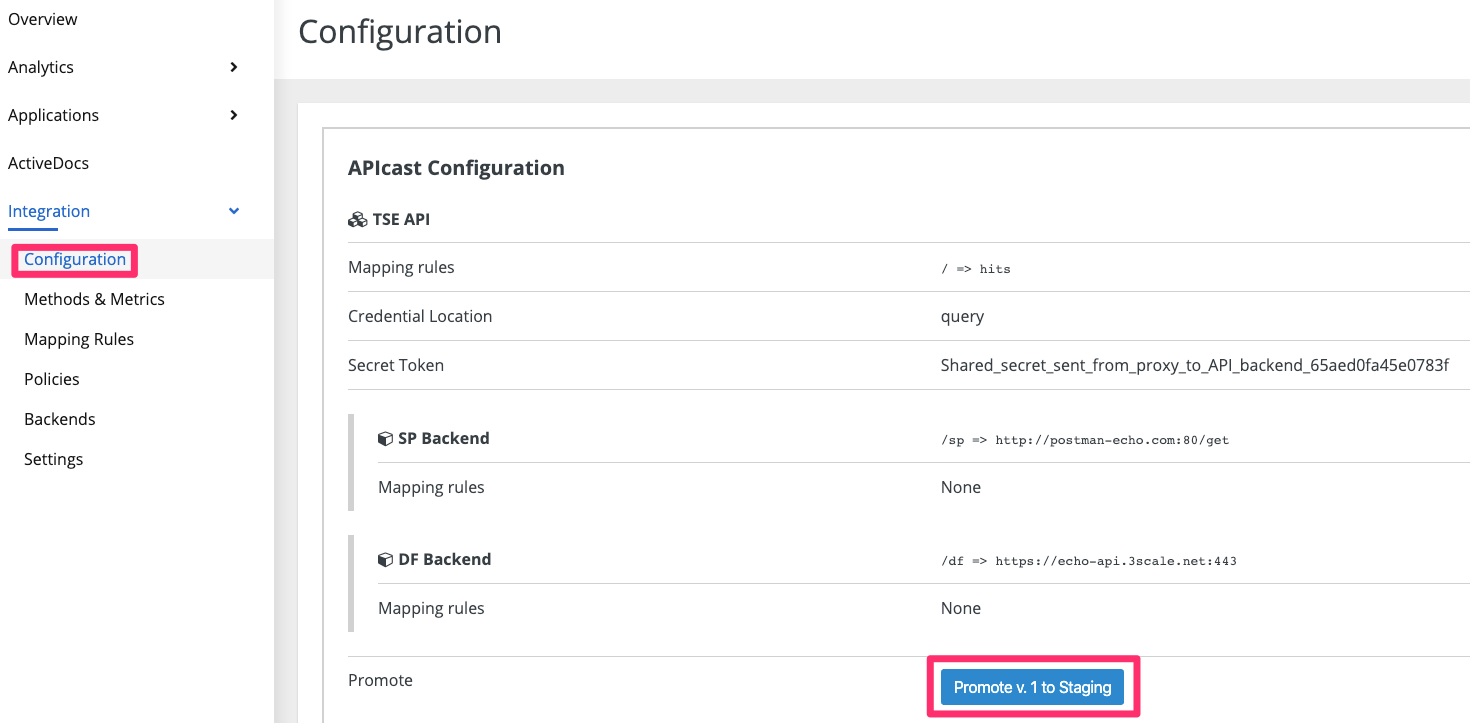 Overview
Analytics
Applications
ActiveDocs
Integration
Configuration
Methods & Metrics
Mapping Rules
Policies
Backends
Settings
Configuration
APIcast Configuration
TSE API
Mapping rules / => hits
Credential Location query
Secret Token Shared_secret_sent_from_proxy_to_API_backend_65aed0fa45e0783f
SP Backend /sp => http://postman-echo.com:80/get
Mapping rules None
DF Backend /df => https://echo-api.3scale.net:443
Mapping rules None
Promote Promote v. 1 to Staging